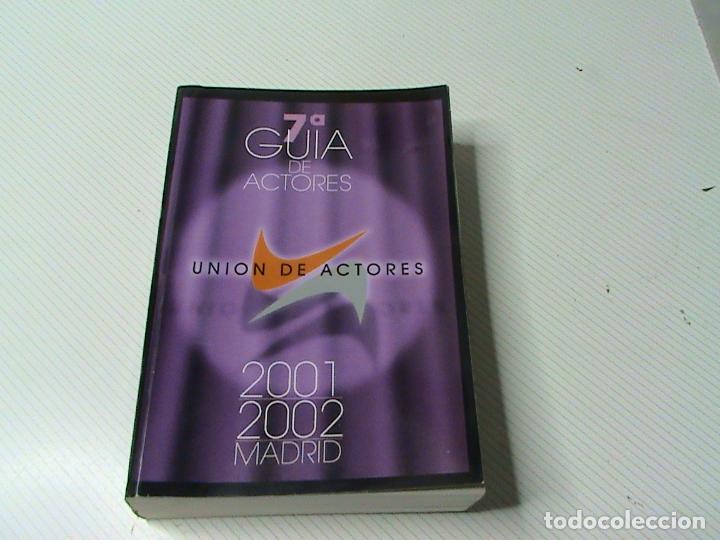 7ª
GUIA
DE
ACTORES
UNION DE ACTORES
2001
2002
MADRID
todocoleccion